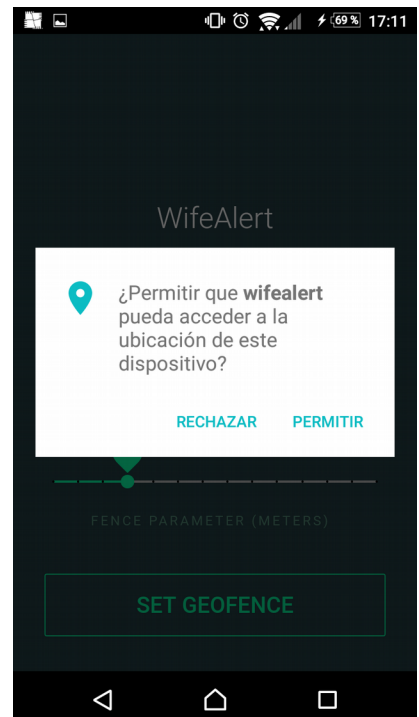 69 % 17:11
WifeAlert
¿Permitir que wifealert
pueda acceder a la
ubicación de este
dispositivo?
RECHAZAR PERMITIR
FENCE PARAMETER (METERS)
SET GEOFENCE